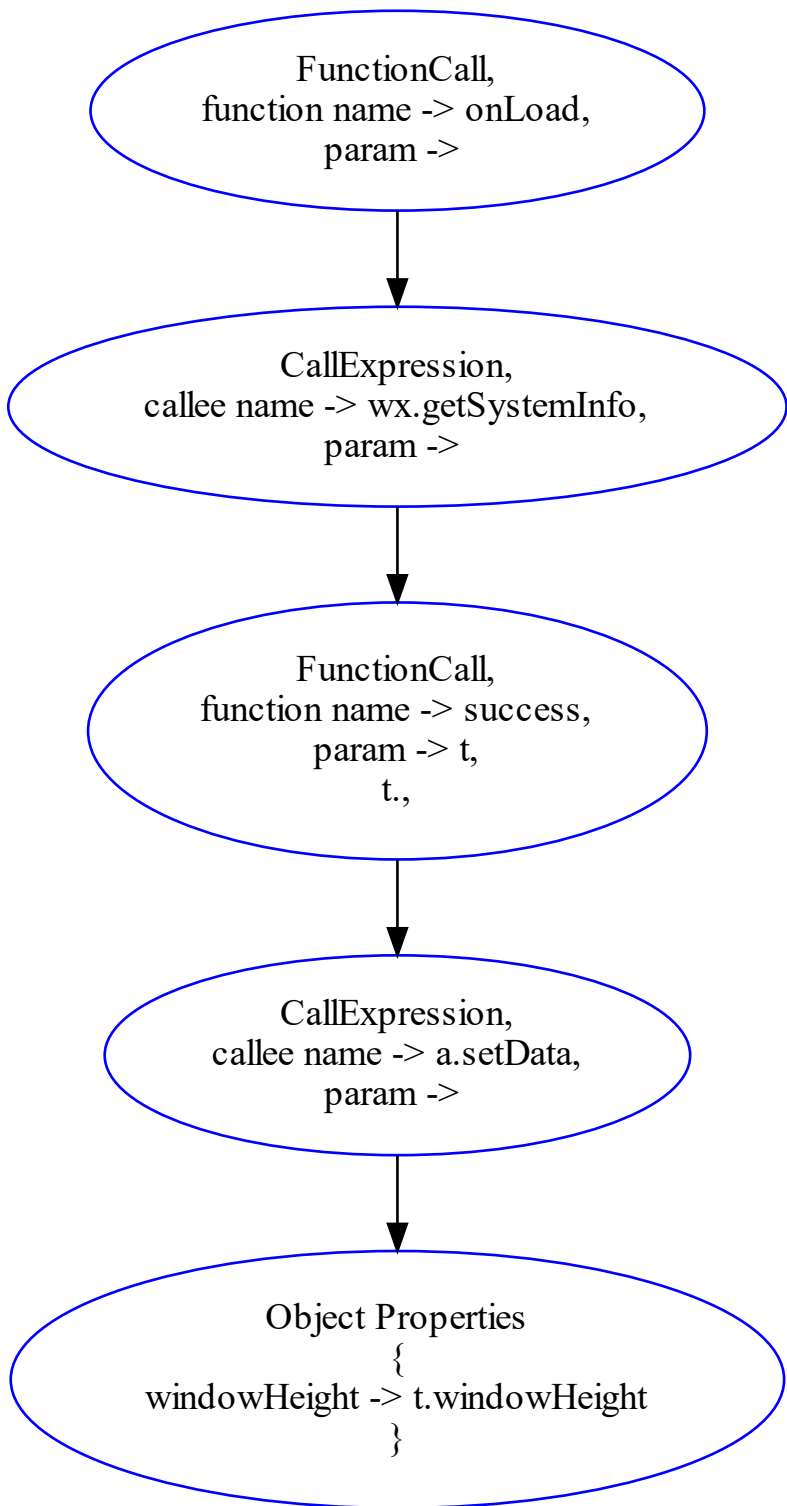 FunctionCall,
function name -> onLoad,
param ->
CallExpression,
callee name -> wx.getSystemInfo,
param ->
FunctionCall,
function name -> success,
param -> t,
t.,
CallExpression,
callee name -> a.setData,
param ->
Object Properties
{
windowHeight -> t.windowHeight
}